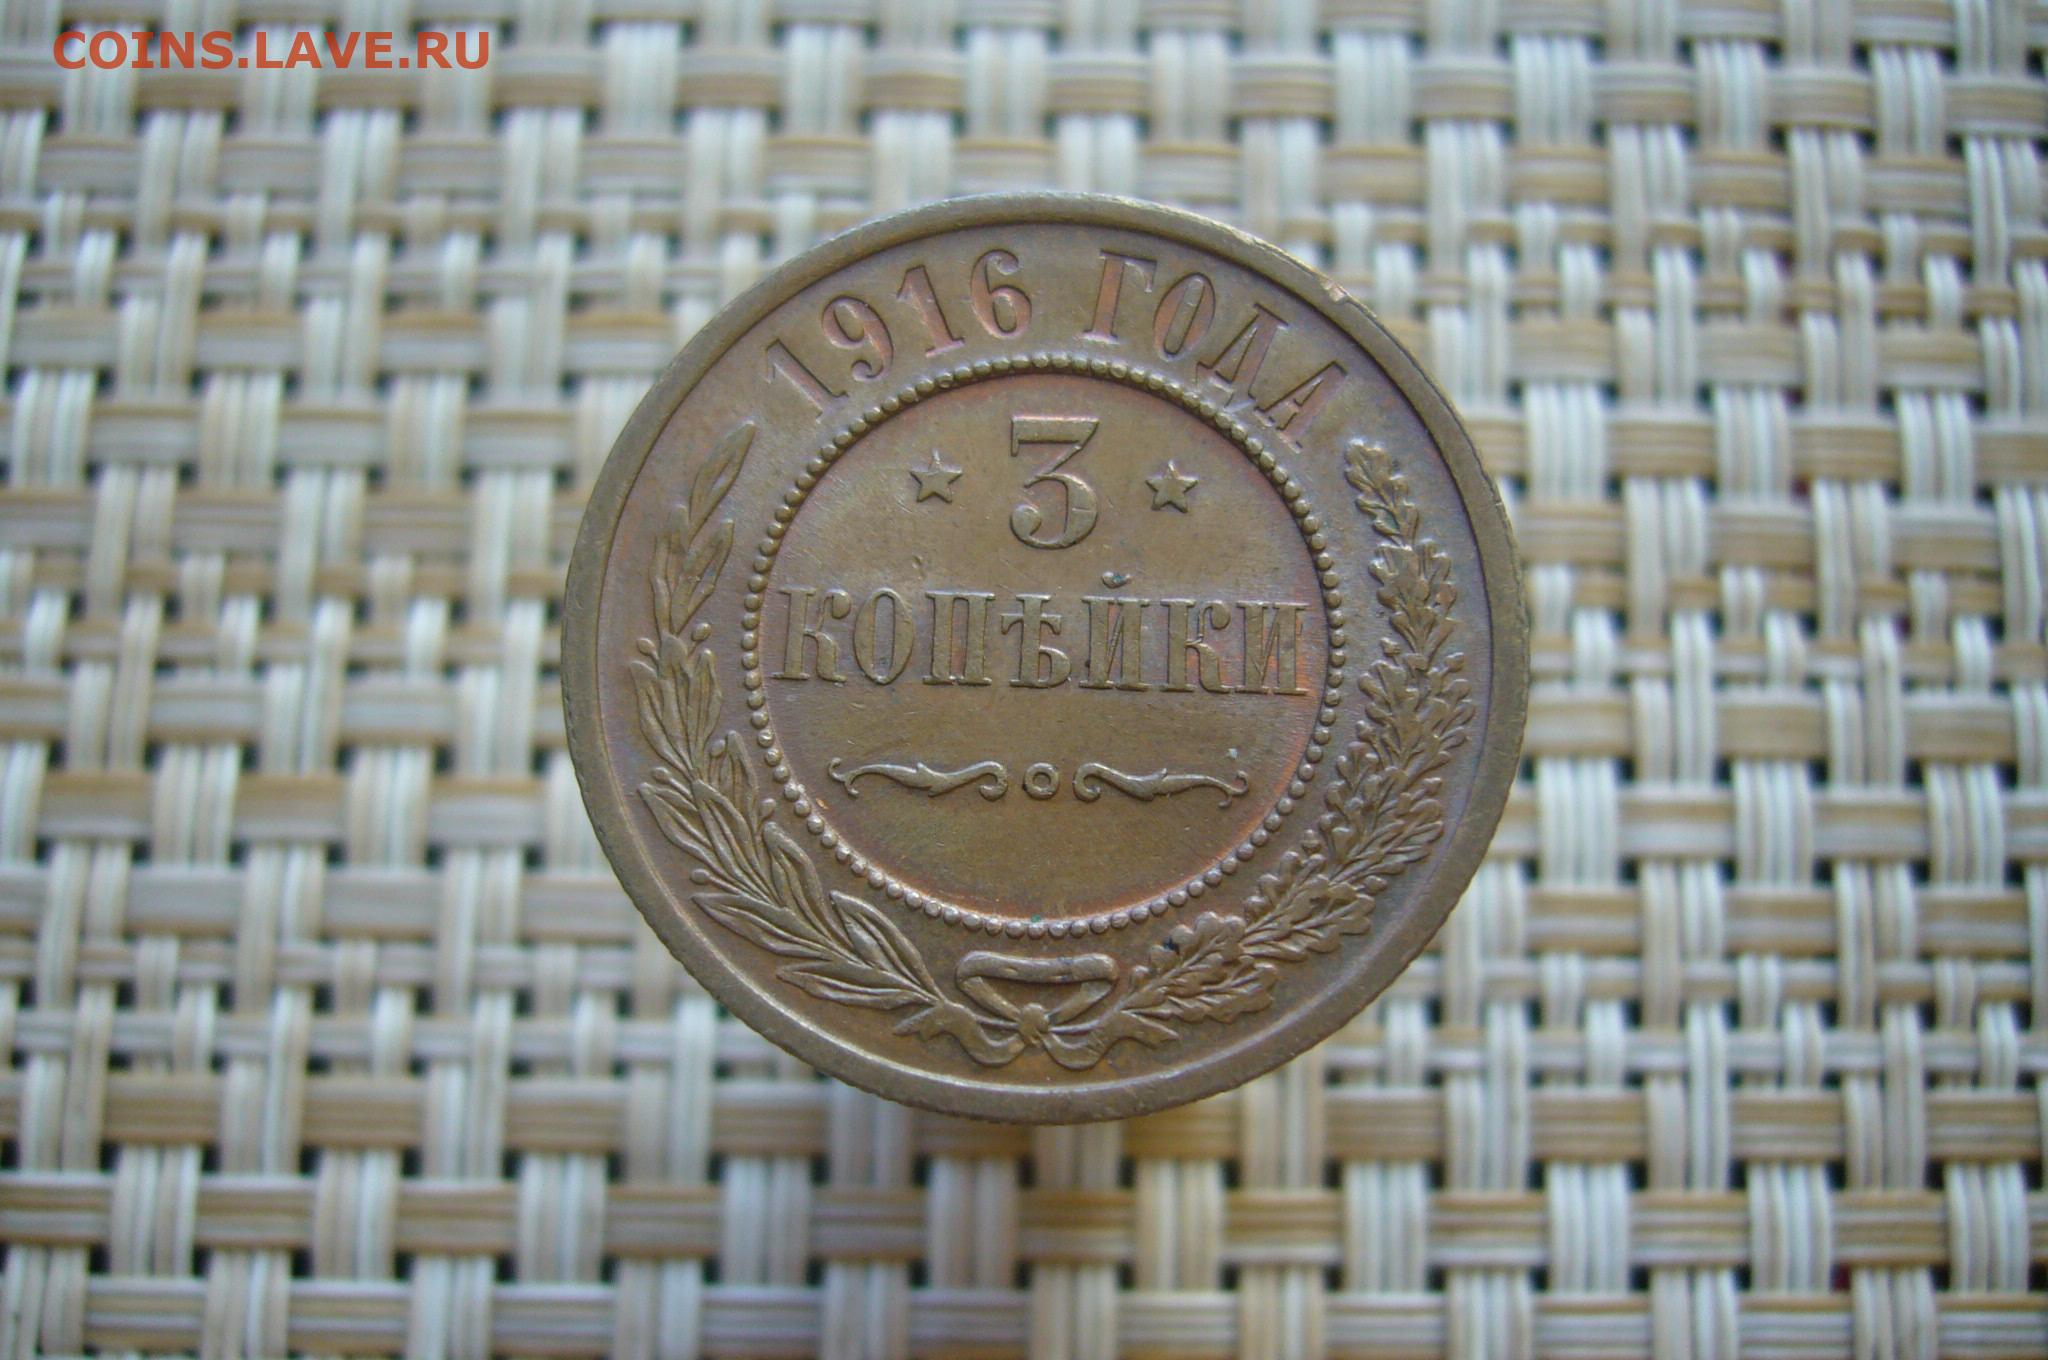 COINS.LAVE.RU
1916 ГОДА
3
КОПѢЙКИ